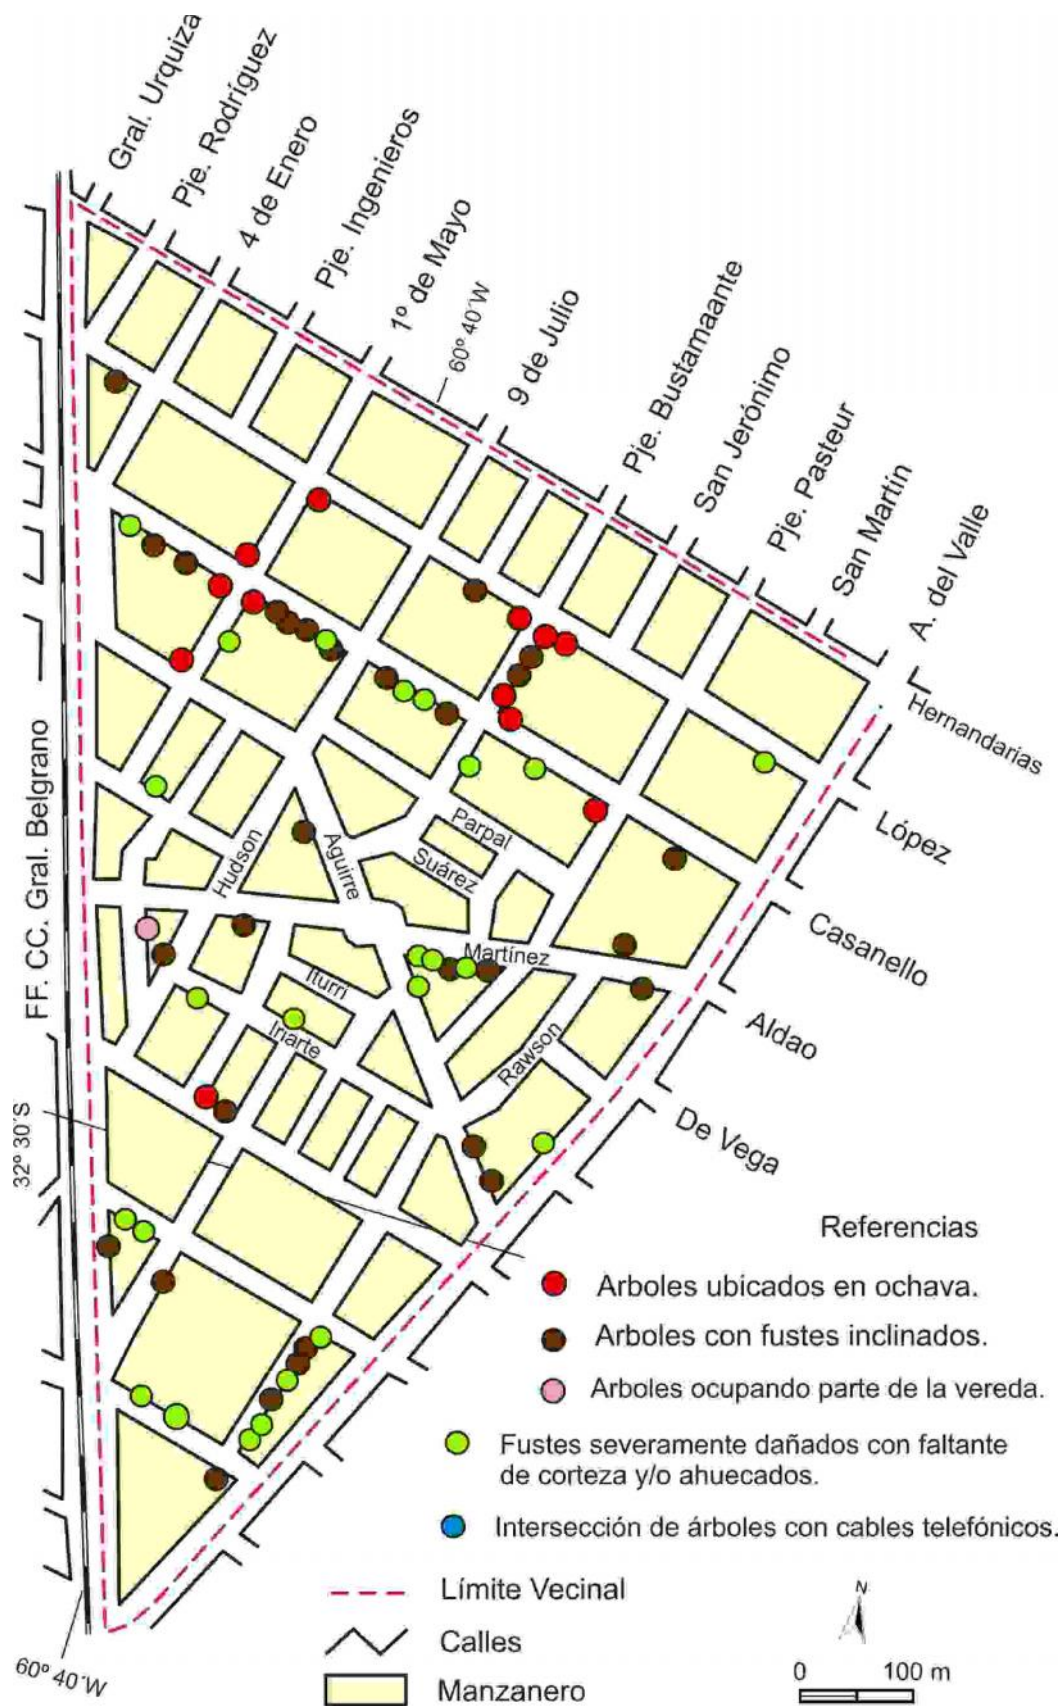 Gral. Urquiza
Pje. Rodríguez
4 de Enero
Pje. Ingenieros
1º de Mayo
60º 40´W
9 de Julio
Pje. Bustamaante
San Jerónimo
Pje. Pasteur
San Martin
A. del Valle
Hernandarias
López
Casanello
Aldao
De Vega
FF. CC. Gral. Belgrano
Parpal
Suárez
Hudson
Aguirre
Martínez
Iturri
Iriarte
Rawson
32º 30´S
Referencias
Arboles ubicados en ochava.
Arboles con fustes inclinados.
Arboles ocupando parte de la vereda.
Fustes severamente dañados con faltante
de corteza y/o ahuecados.
Intersección de árboles con cables telefónicos.
Límite Vecinal
Calles
Manzanero
N
0 100 m
60º 40´W